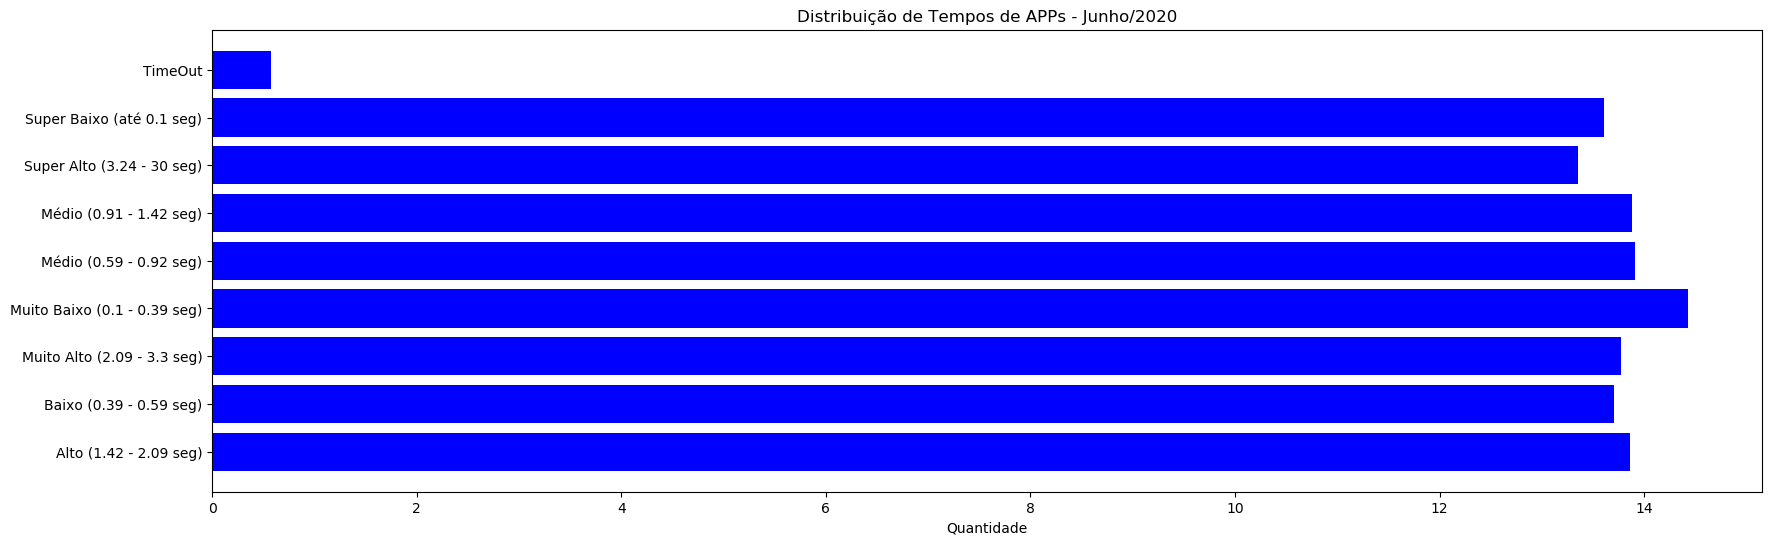 Distribuição de Tempos de APPs - Junho/2020
TimeOut
Super Baixo (até 0.1 seg)
Super Alto (3.24 - 30 seg)
Médio (0.91 - 1.42 seg)
Médio (0.59 - 0.92 seg)
Muito Baixo (0.1 - 0.39 seg)
Muito Alto (2.09 - 3.3 seg)
Baixo (0.39 - 0.59 seg)
Alto (1.42 - 2.09 seg)
0 2 4 6 8 10 12 14
Quantidade